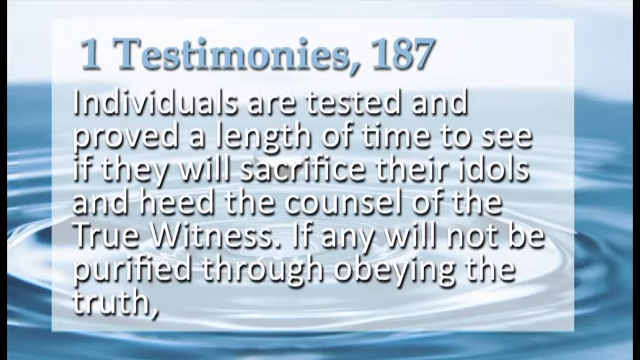 1 Testimonies, 187
Individuals are tested and
proved a length of time to see
if they will sacrifice their idols
and heed the counsel of the
True Witness. If any will not be
purified through obeying the
truth,